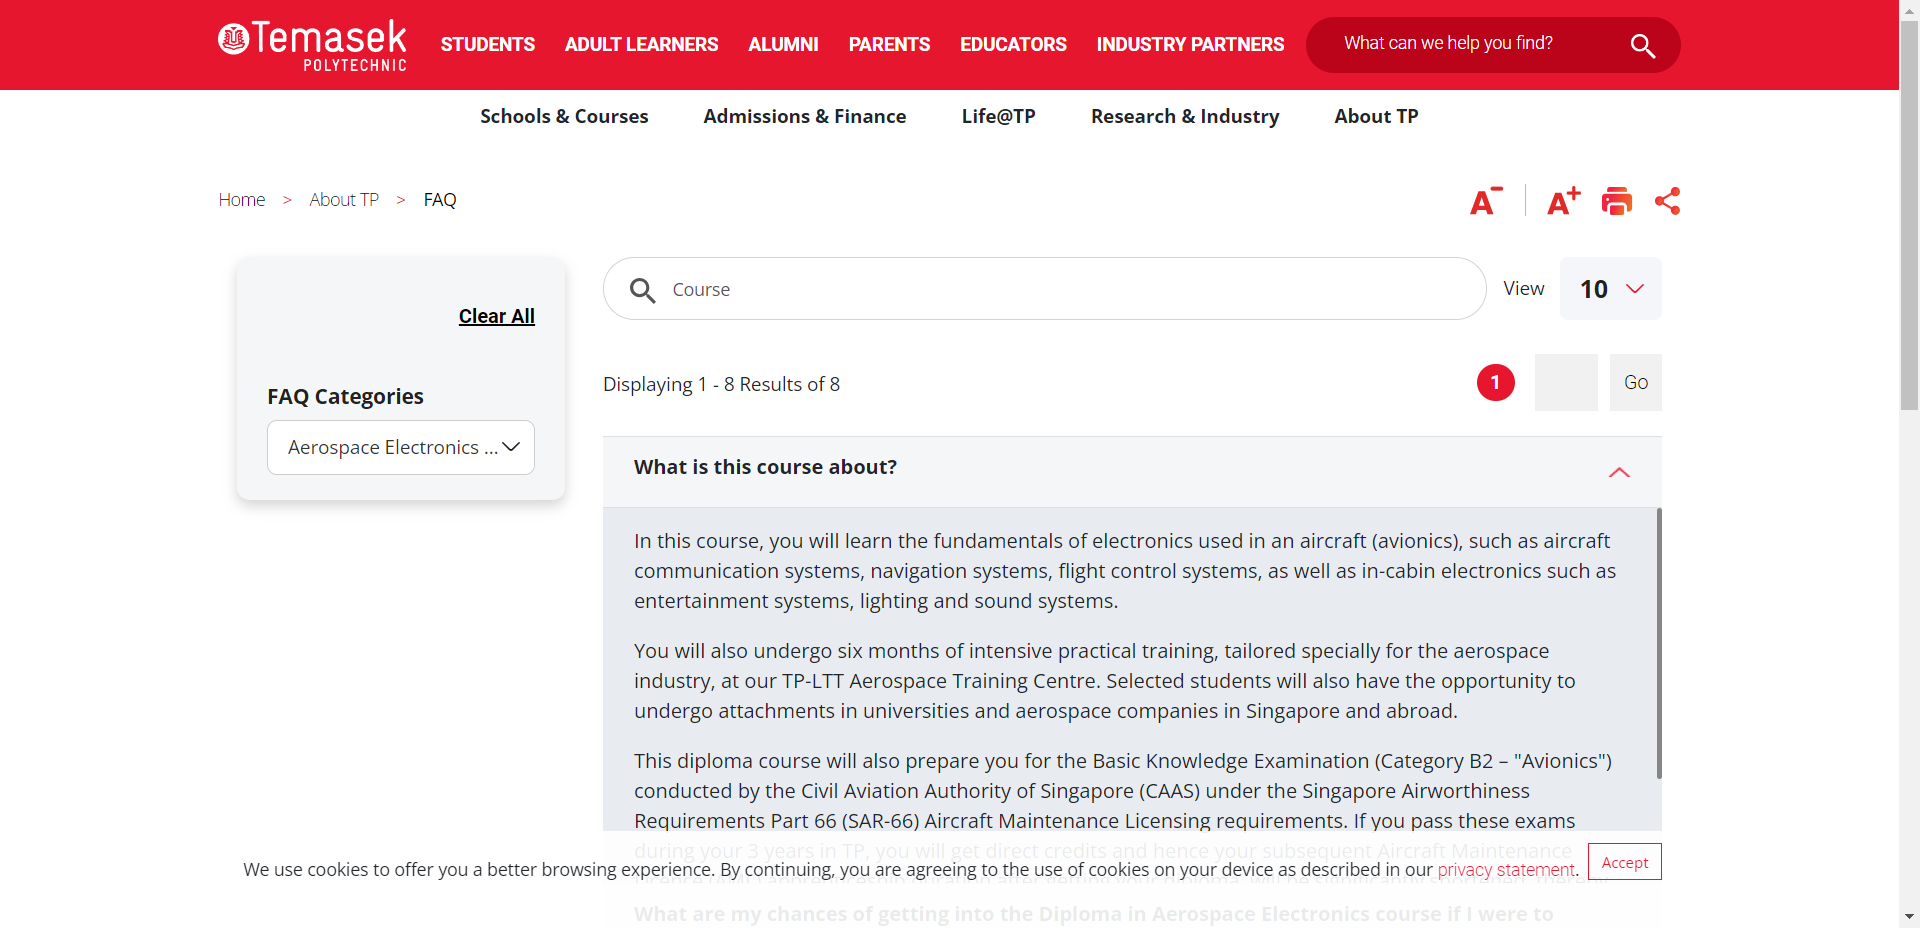 Temasek
POLYTECHNIC
STUDENTS
ADULT LEARNERS
ALUMNI
PARENTS
EDUCATORS
INDUSTRY PARTNERS
What can we help you find?
Schools & Courses
Admissions & Finance
Life@TP
Research & Industry
About TP
Home > About TP > FAQ
A-
A+
Clear All
FAQ Categories
Aerospace Electronics ...
Course
View
10
Displaying 1 - 8 Results of 8
1
Go
What is this course about?
In this course, you will learn the fundamentals of electronics used in an aircraft (avionics), such as aircraft
communication systems, navigation systems, flight control systems, as well as in-cabin electronics such as
entertainment systems, lighting and sound systems.
You will also undergo six months of intensive practical training, tailored specially for the aerospace
industry, at our TP-LTT Aerospace Training Centre. Selected students will also have the opportunity to
undergo attachments in universities and aerospace companies in Singapore and abroad.
This diploma course will also prepare you for the Basic Knowledge Examination (Category B2 – "Avionics")
conducted by the Civil Aviation Authority of Singapore (CAAS) under the Singapore Airworthiness
Requirements Part 66 (SAR-66) Aircraft Maintenance Licensing requirements. If you pass these exams
during your 3 years in TP, you will get direct credits and hence your subsequent Aircraft Maintenance
We use cookies to offer you a better browsing experience. By continuing, you are agreeing to the use of cookies on your device as described in our privacy statement.
Accept
What are my chances of getting into the Diploma in Aerospace Electronics course if I were to